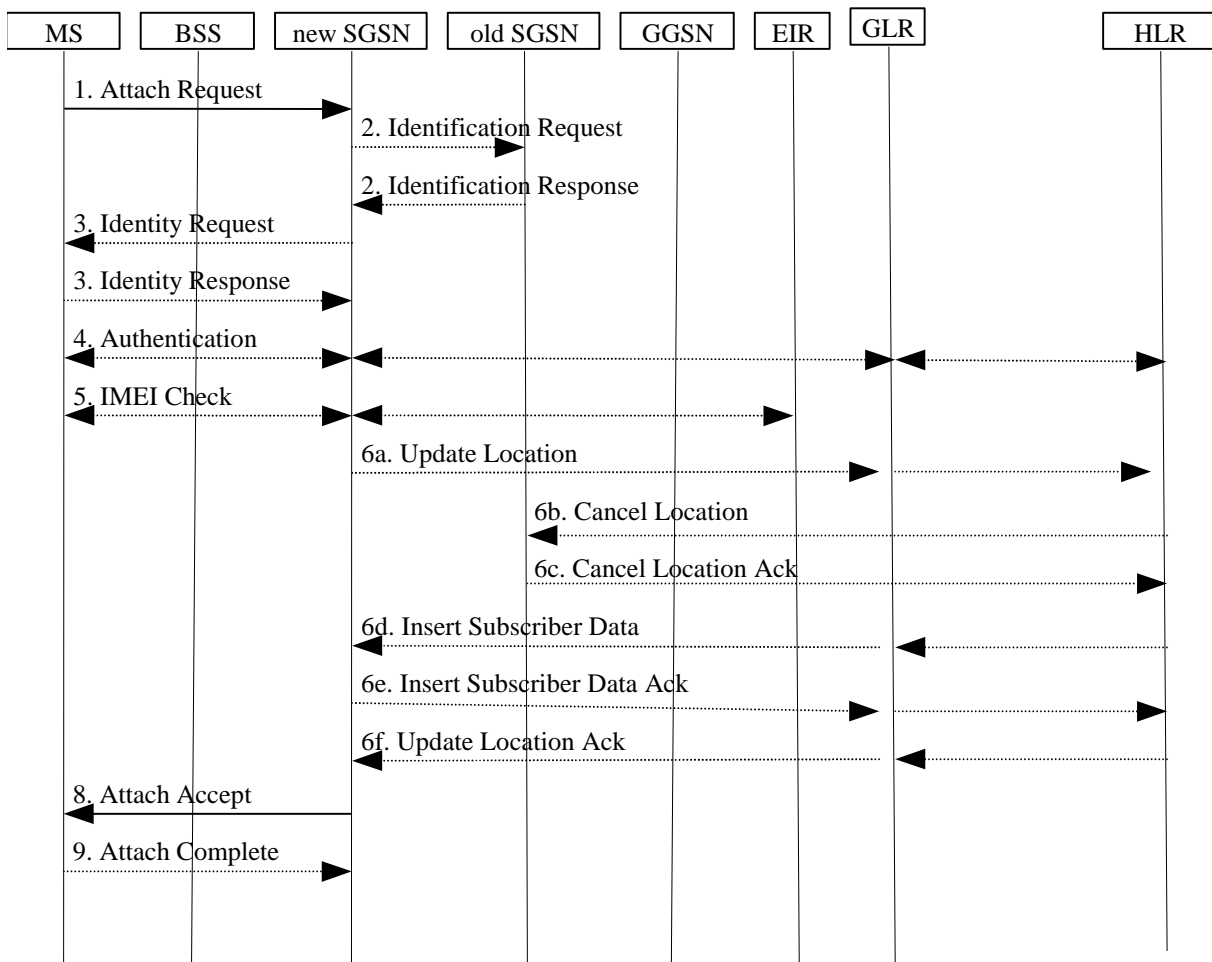 MS
BSS
new SGSN
old SGSN
GGSN
EIR
GLR
HLR
1. Attach Request
2. Identification Request
2. Identification Response
3. Identity Request
3. Identity Response
4. Authentication
5. IMEI Check
6a. Update Location
6b. Cancel Location
6c. Cancel Location Ack
6d. Insert Subscriber Data
6e. Insert Subscriber Data Ack
6f. Update Location Ack
8. Attach Accept
9. Attach Complete